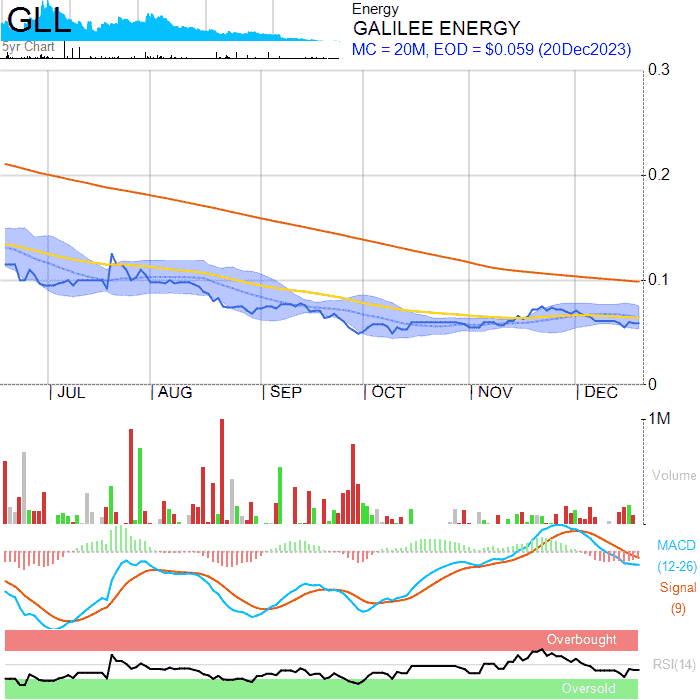 GLL
5yr Chart
Energy
GALILEE ENERGY
MC = 20M, EOD = $0.059 (20Dec2023)
0.3
0.2
0.1
0
JUL AUG SEP OCT NOV DEC
1M
Volume
MACD
(12-26)
Signal
(9)
Overbought
RSI(14)
Oversold